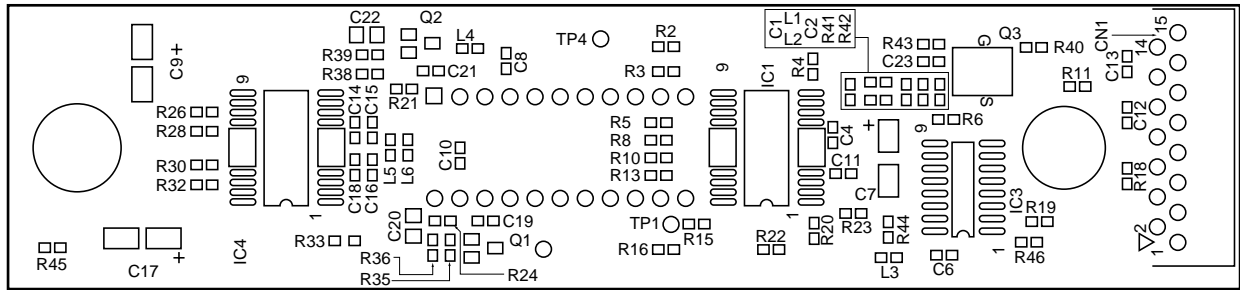 C22
Q2
L4
R39
R38
C8
C21
R21
C9+
9
C14
C15
R26
R28
R30
R32
C18
C16
L5
L6
C10
1
IC4
R33
C20
C19
Q1
R36
R35
R24
R45
C17
+
TP4
R2
R3
R5
R8
R10
R13
TP1
R16
R15
9
IC1
R4
C1
L1
L2
C2
R41
R42
R43
C23
G
S
Q3
R40
R11
CN1
15
14
C13
C12
R18
R6
9
+
C4
C11
C7
1
R20
R22
R23
R44
L3
C6
IC3
1
R19
R46
2
1